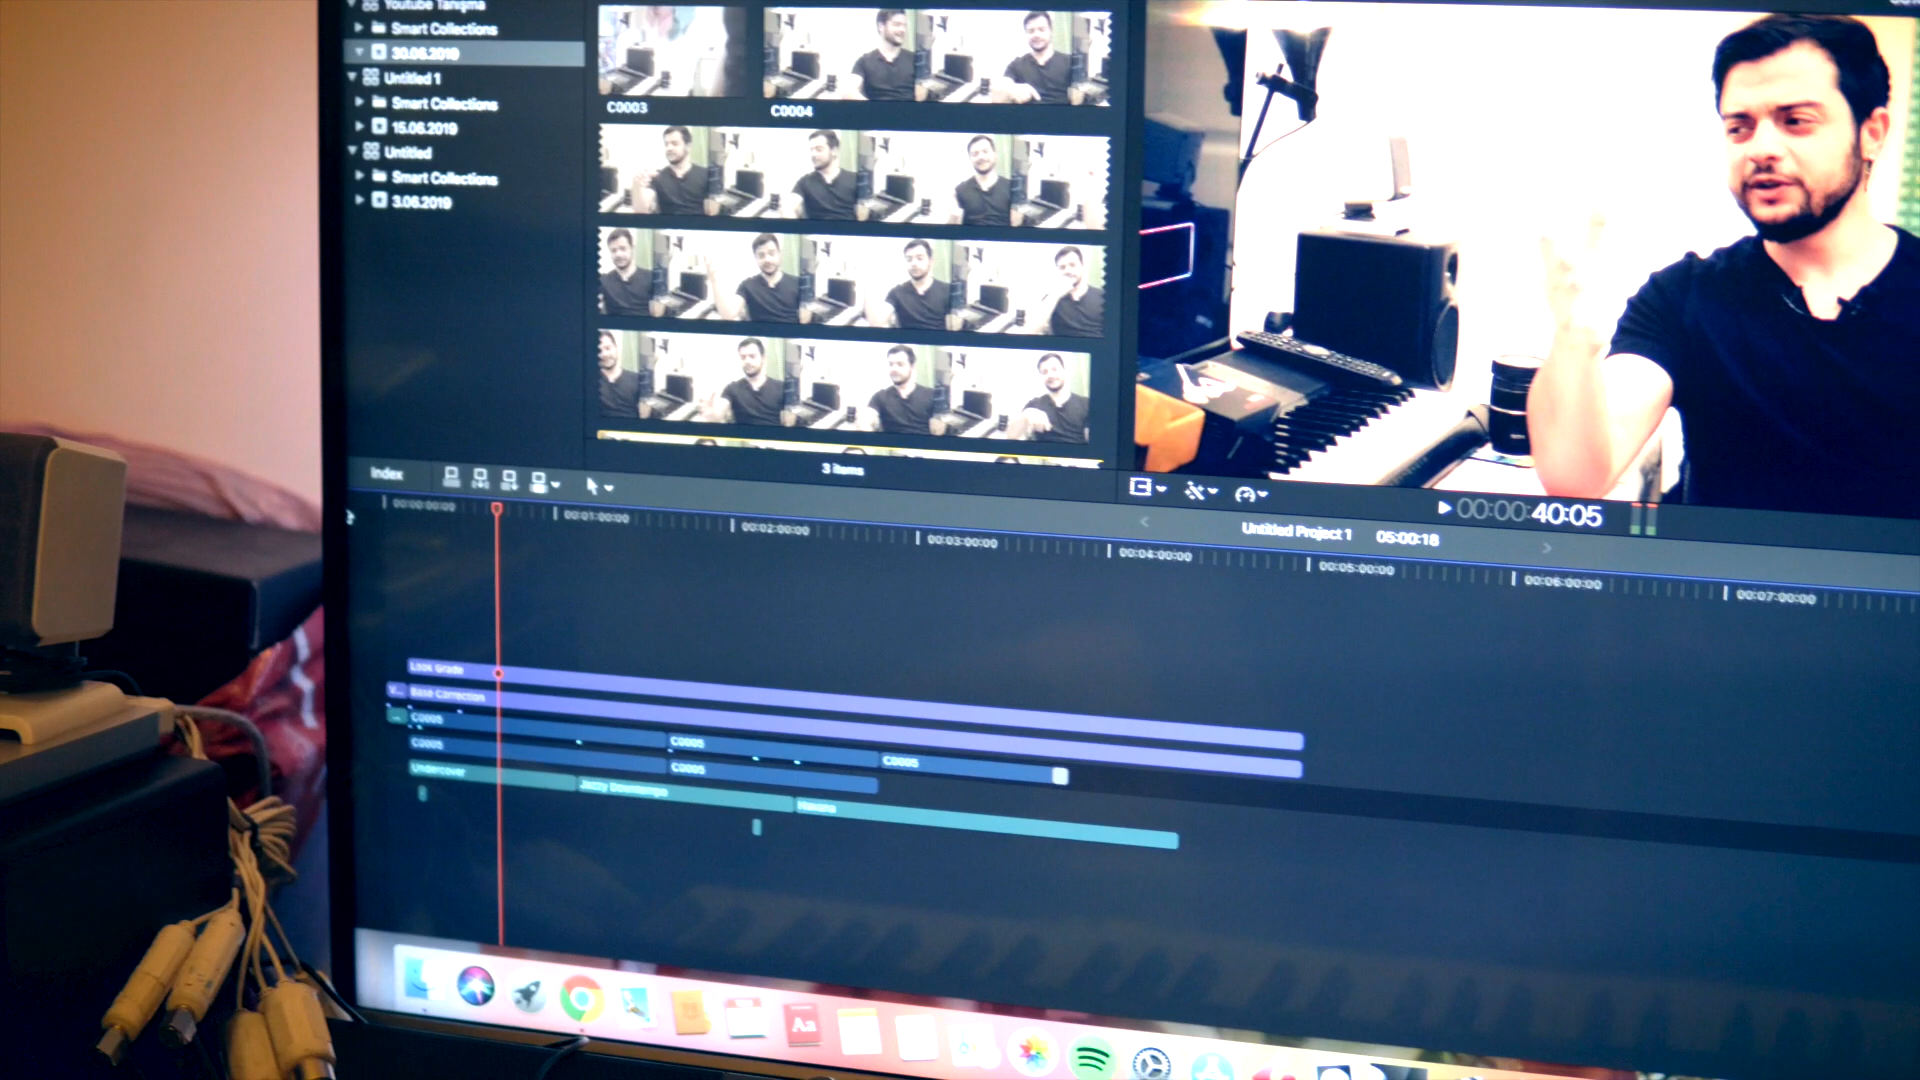 Youtube Tanışma
Smart Collections
30.06.2019
Untitled 1
Smart Collections
15.06.2019
Untitled
Smart Collections
3.06.2019
C0003
C0004
3 items
Index
00:00:40:05
Untitled Project 1
05:00:18
00:00:00:00
00:01:00:00
00:02:00:00
00:03:00:00
00:04:00:00
00:05:00:00
00:06:00:00
00:07:00:00
Look Grade
V...
Base Correction
...
C0005
C0005
C0005
C0005
C0005
Undercover
Jazzy Downtempo
Havana
Aa